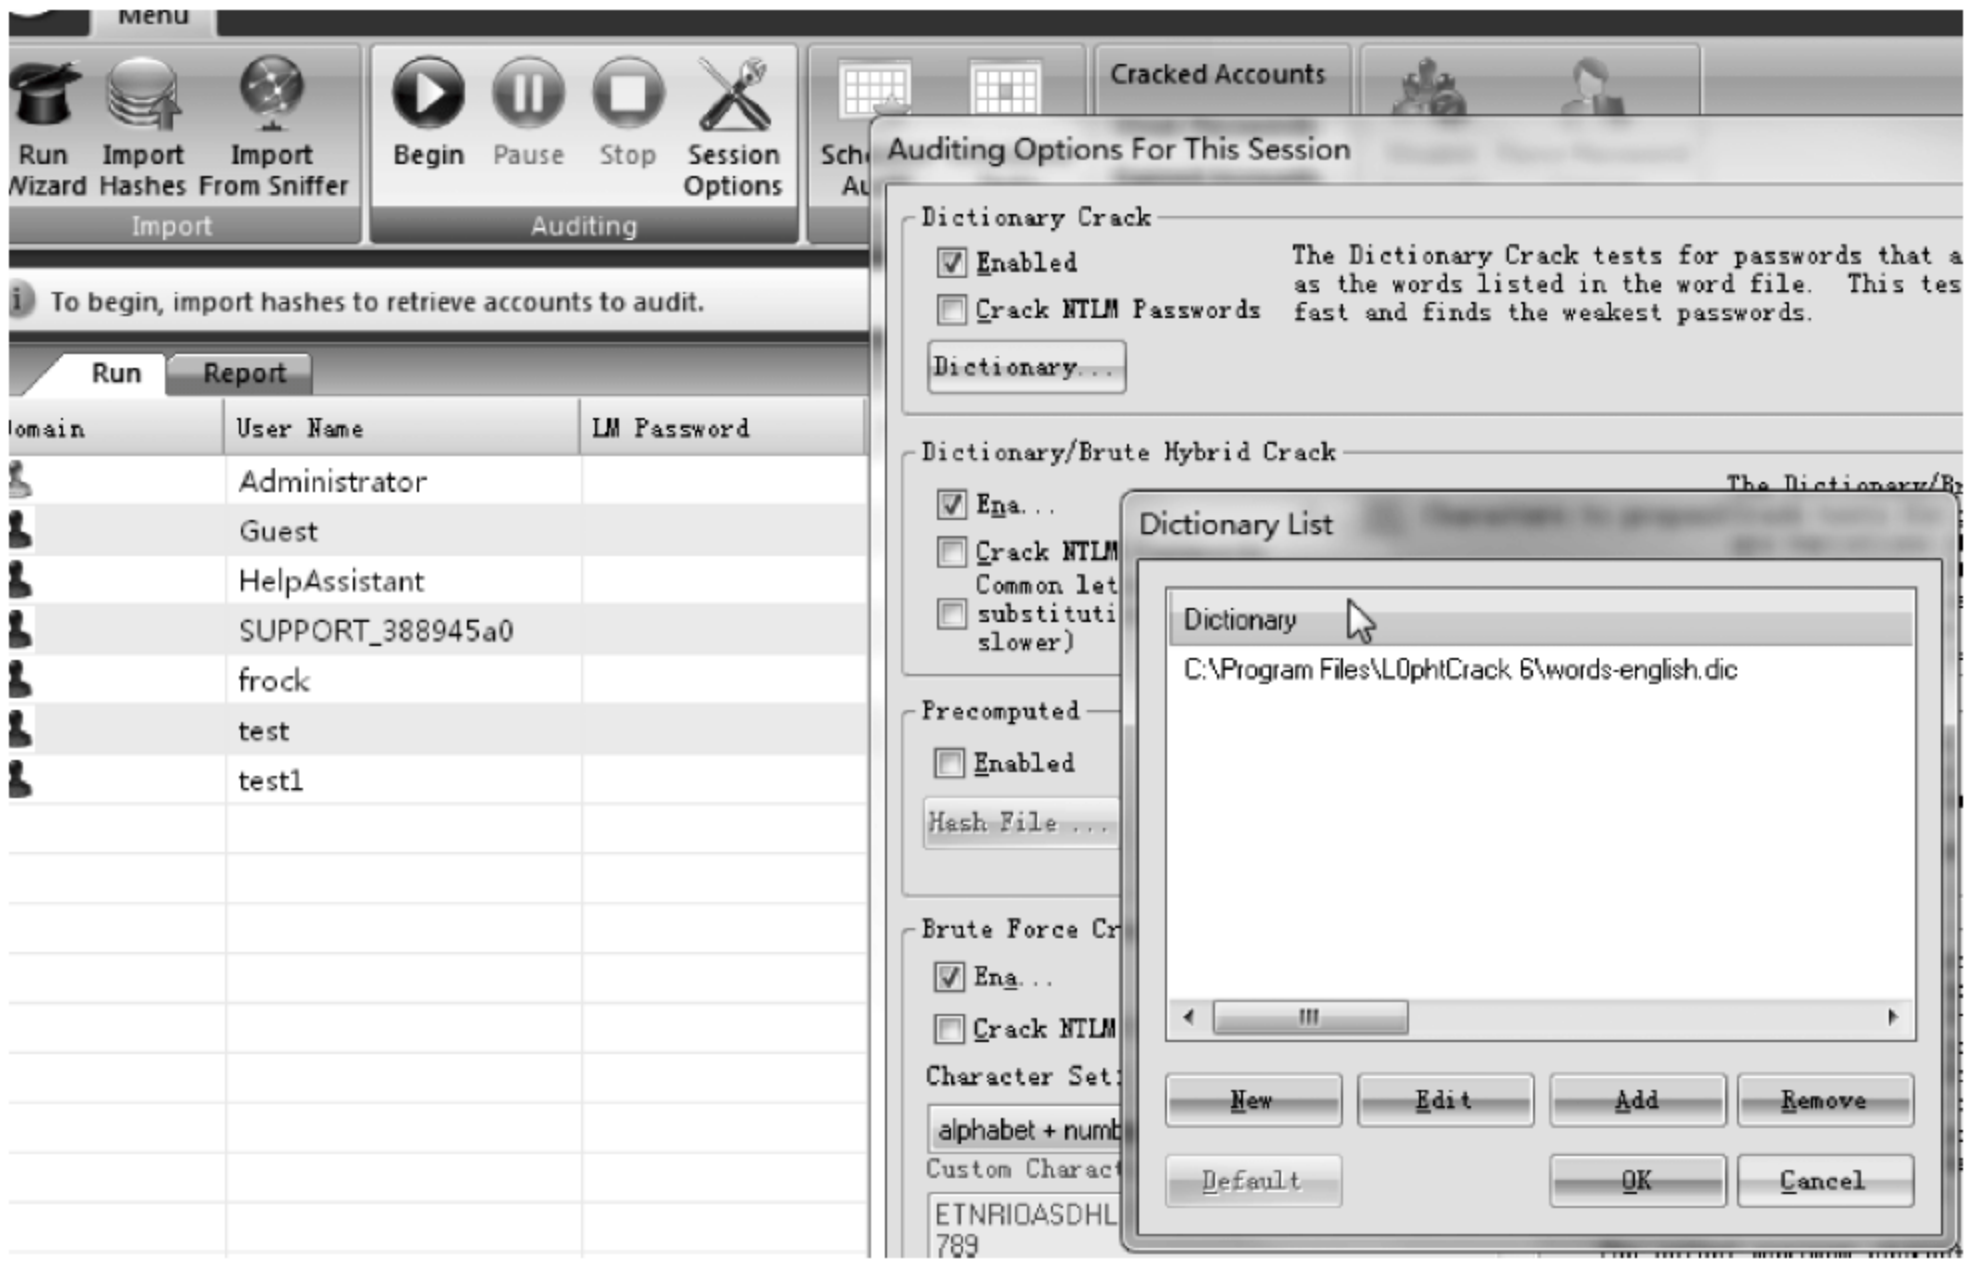 Menu
Run
Wizard
Import
Hashes
Import
From Sniffer
Import
Begin
Pause
Stop
Session
Options
Auditing
Cracked Accounts
To begin, import hashes to retrieve accounts to audit.
Run
Report
omain
User Name
LM Password
Administrator
Guest
HelpAssistant
SUPPORT_388945a0
frock
test
test1
Auditing Options For This Session
Dictionary Crack
Enabled
Crack NTLM Passwords
Dictionary...
The Dictionary Crack tests for passwords that a
as the words listed in the word file. This tes
fast and finds the weakest passwords.
Dictionary/Brute Hybrid Crack
Ena...
Crack NTLM
Common let
substituti
slower)
The Dictionary/Br
Precomputed
Enabled
Hash File ...
Brute Force Cr
Ena...
Crack NTLM
Character Set:
alphabet + numb
Custom Charact
ETNRIOASDHL
789
Dictionary List
Dictionary
C:\Program Files\L0phtCrack 6\words-english.dic
New
Edit
Add
Remove
Default
OK
Cancel